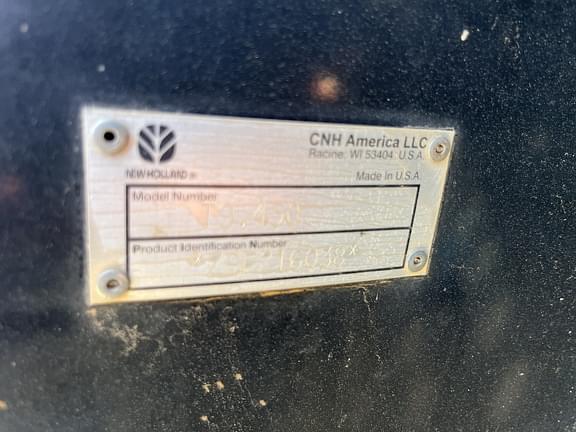 CNH America LLC
Racine, WI 53404, U.S.A.
NEW HOLLAND ®
Made in U.S.A.
Model Number
Product Identification Number